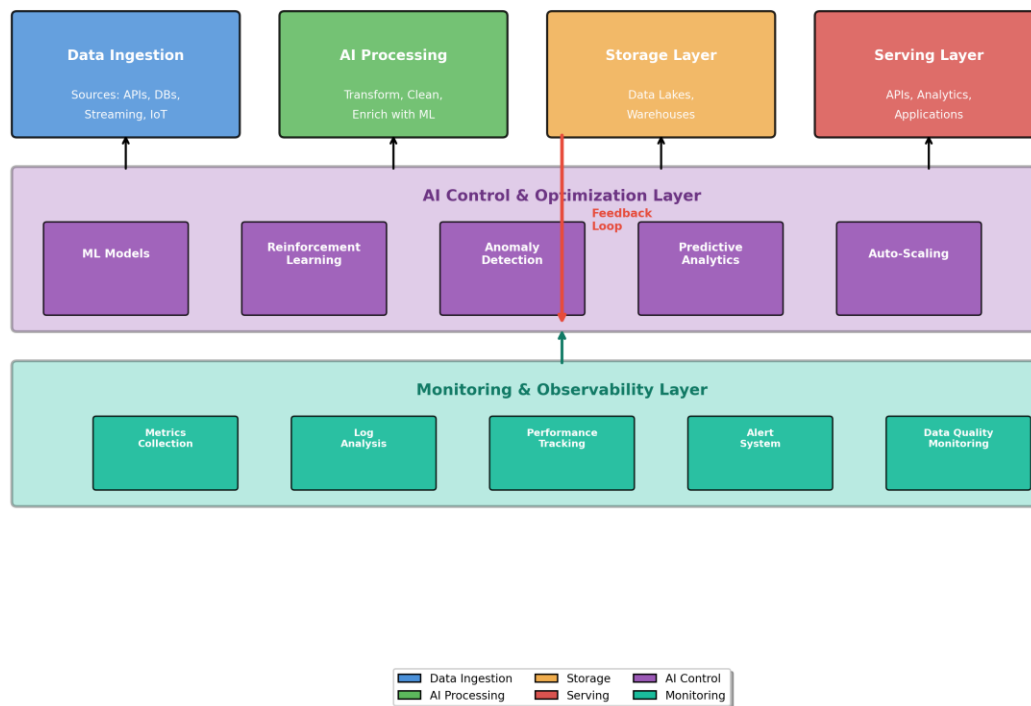 Data Ingestion
Sources: APIs, DBs,
Streaming, IoT
AI Processing
Transform, Clean,
Enrich with ML
Storage Layer
Data Lakes,
Warehouses
Serving Layer
APIs, Analytics,
Applications
AI Control & Optimization Layer
Feedback
Loop
ML Models
Reinforcement
Learning
Anomaly
Detection
Predictive
Analytics
Auto-Scaling
Monitoring & Observability Layer
Metrics
Collection
Log
Analysis
Performance
Tracking
Alert
System
Data Quality
Monitoring
Data Ingestion
AI Processing
Storage
Serving
AI Control
Monitoring